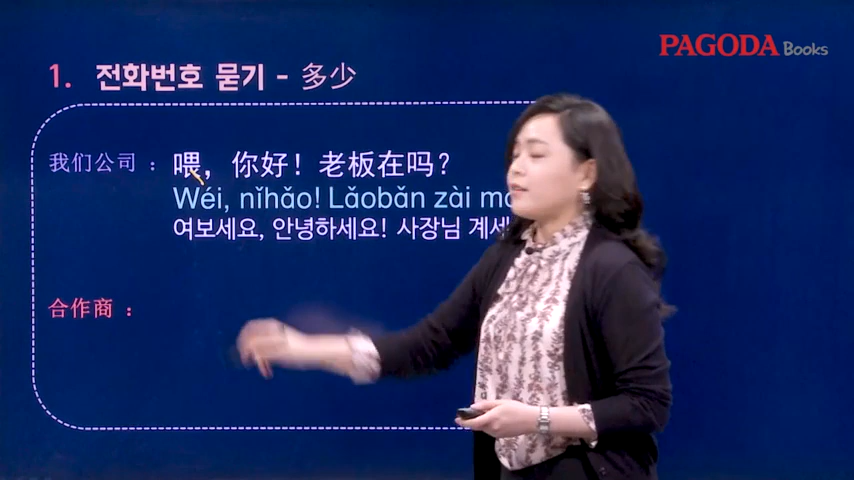 PAGODA Books
1. 전화번호 묻기 - 多少
我们公司 : 喂，你好！老板在吗？
Wéi, nǐhǎo! Lǎobǎn zài
여보세요, 안녕하세요! 사장님
合作商 :